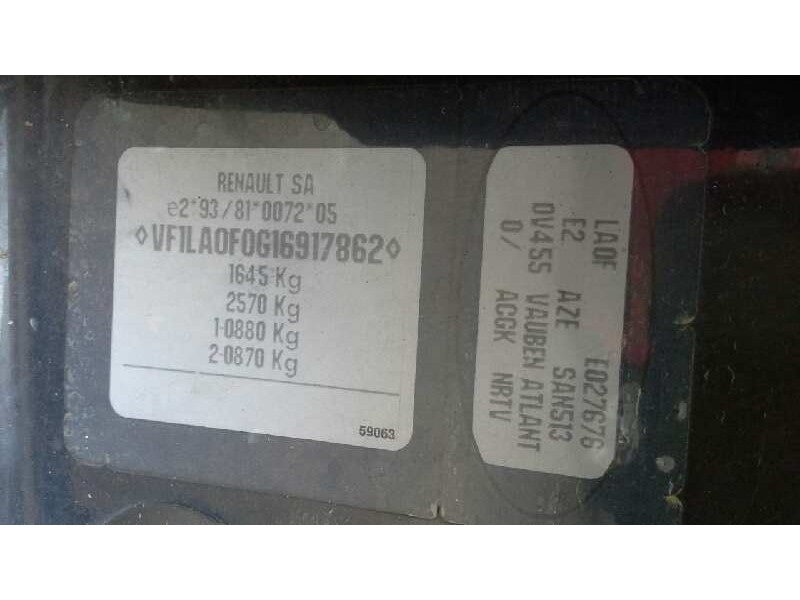 RENAULT SA
e2*93/81*0072*05
◊VF1LA0F0G16917862◊
1645 Kg
2570 Kg
1-0880 Kg
2-0870 Kg
59063
LA0F E027676
E2 AZE SAN513
DV455 VAUBEN ATLANT
0/ ACGK NRTV